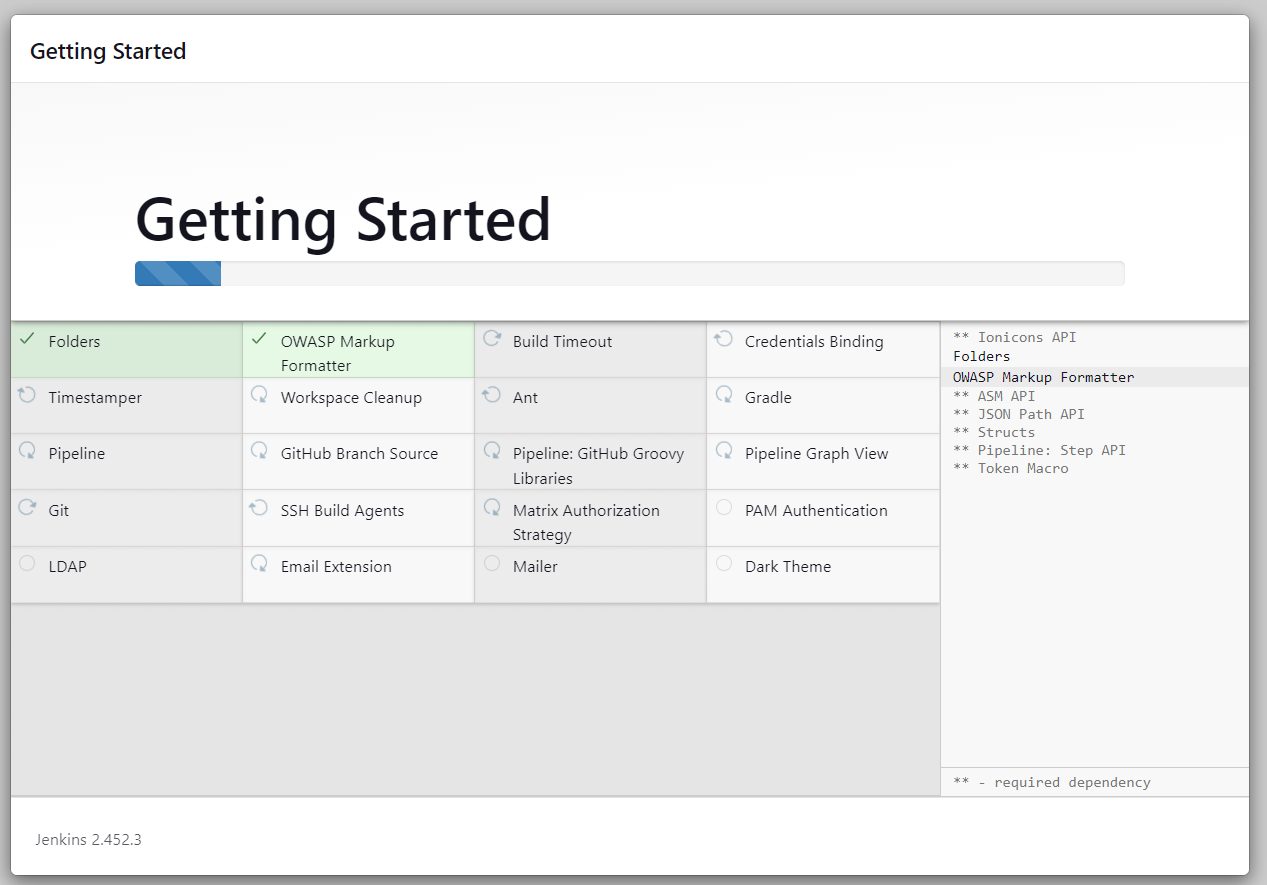 Getting Started
Getting Started
Folders
OWASP Markup
Formatter
Build Timeout
Credentials Binding
Timestamper
Workspace Cleanup
Ant
Gradle
Pipeline
GitHub Branch Source
Pipeline: GitHub Groovy
Libraries
Pipeline Graph View
Git
SSH Build Agents
Matrix Authorization
Strategy
PAM Authentication
LDAP
Email Extension
Mailer
Dark Theme
** Ionicons API
Folders
OWASP Markup Formatter
** ASM API
** JSON Path API
** Structs
** Pipeline: Step API
** Token Macro
** - required dependency
Jenkins 2.452.3